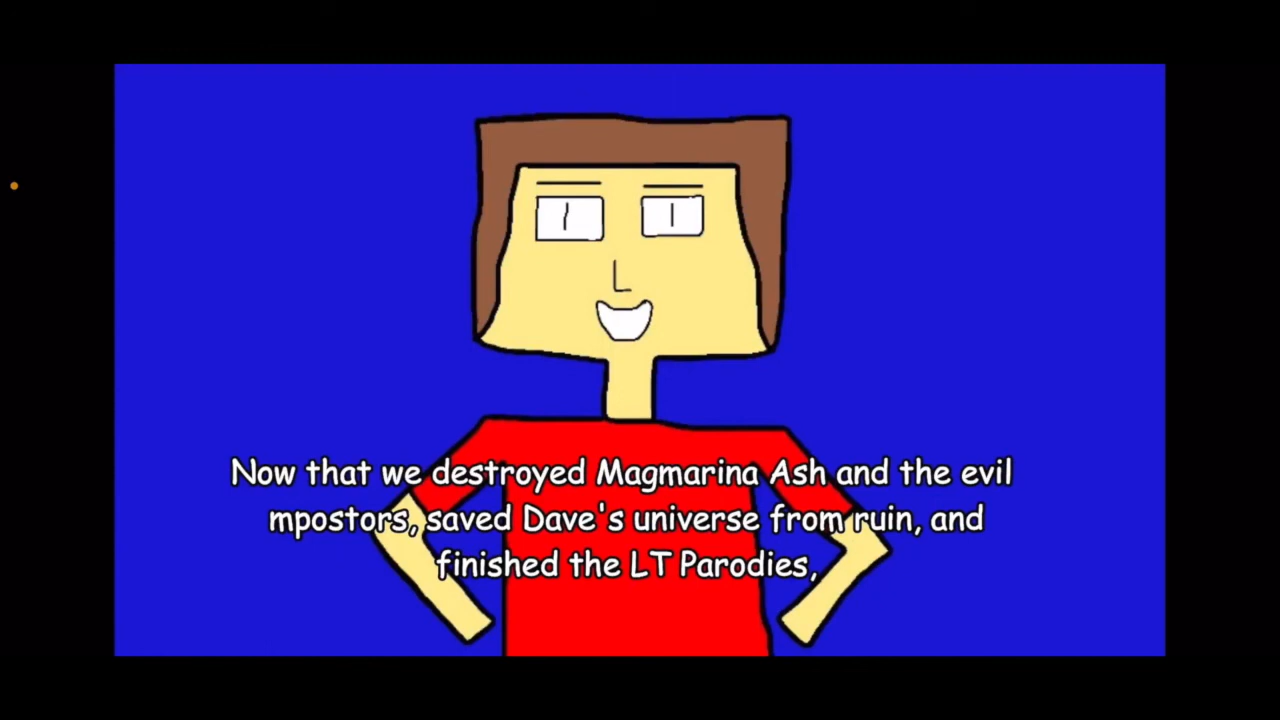 Now that we destroyed Magmarina Ash and the evil
mpostors, saved Dave's universe from ruin, and
finished the LT Parodies,